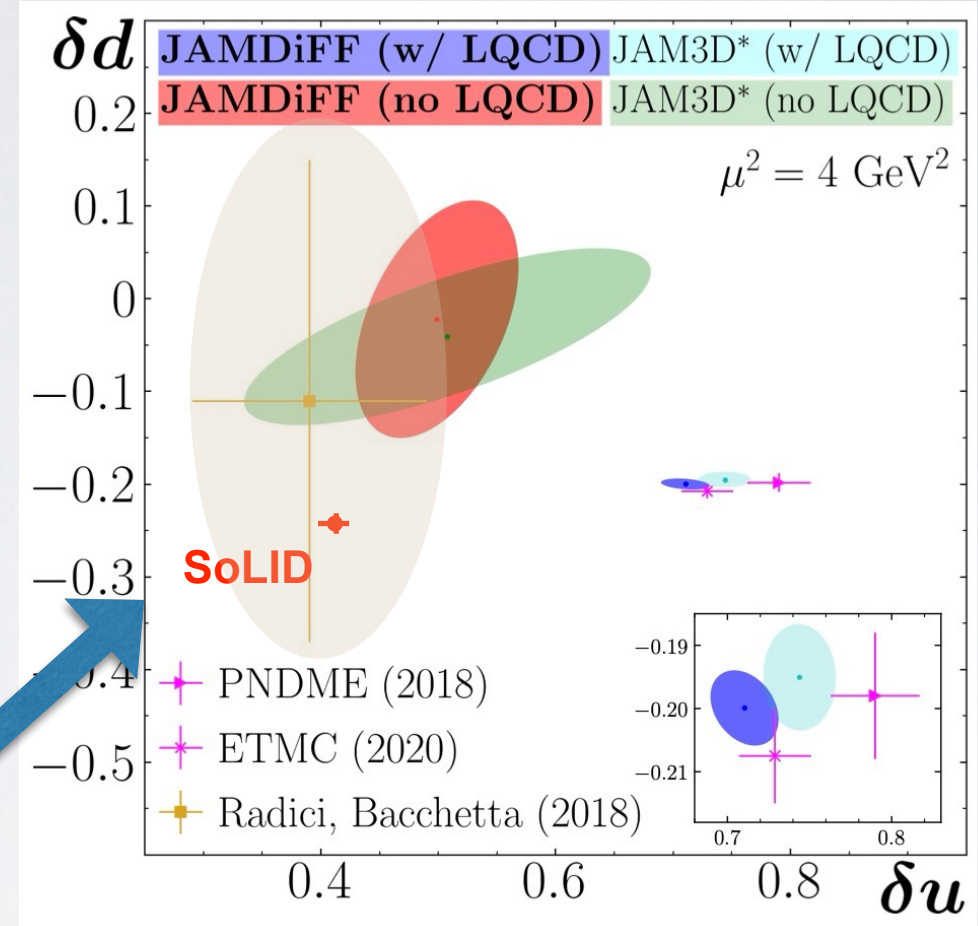 δd
JAMDiFF (w/ LQCD) JAM3D* (w/ LQCD)
JAMDiFF (no LQCD) JAM3D* (no LQCD)
μ² = 4 GeV²
0.2
0.1
0
−0.1
−0.2
−0.3
0.4
−0.5
SoLID
PNDME (2018)
ETMC (2020)
Radici, Bacchetta (2018)
−0.19
−0.20
−0.21
0.7 0.8
0.4 0.6 0.8 δu